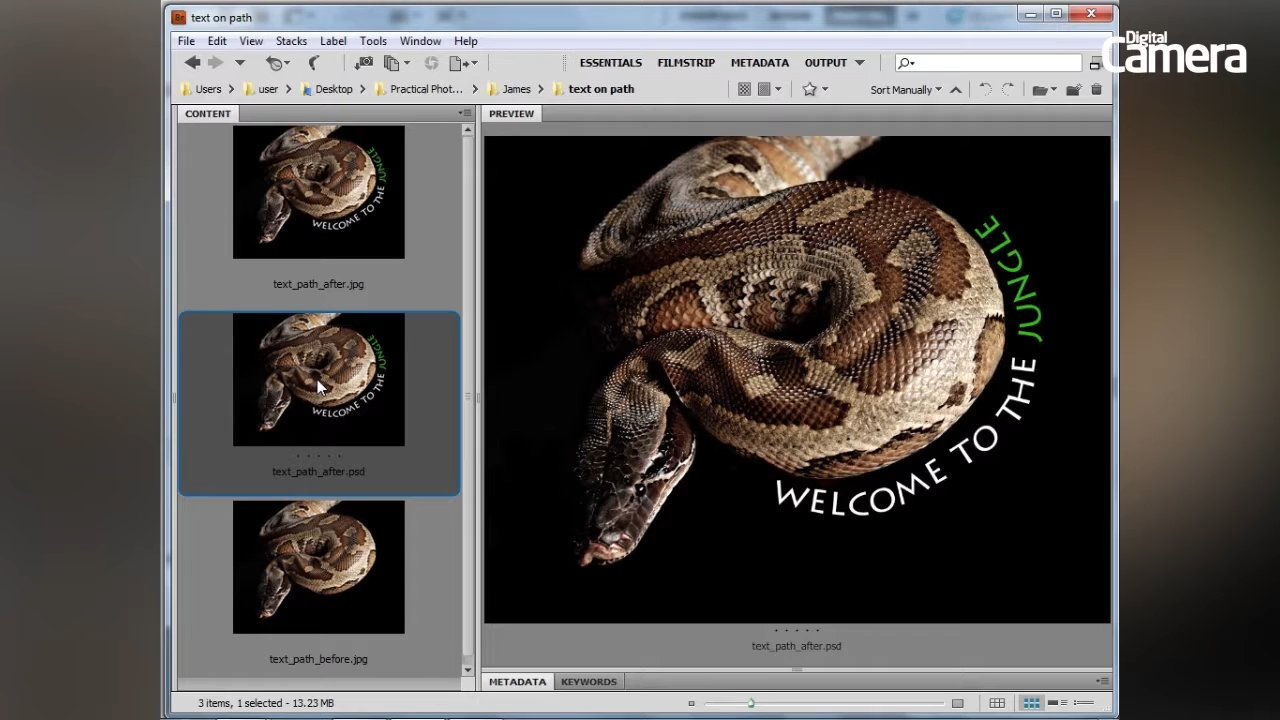 text on path
Digital
Camera
File Edit View Stacks Label Tools Window Help
ESSENTIALS FILMSTRIP METADATA OUTPUT
Users user Desktop Practical Phot... James text on path
Sort Manually
CONTENT
PREVIEW
WELCOME TO THE JUNGLE
text_path_after.jpg
WELCOME TO THE JUNGLE
text_path_after.psd
text_path_before.jpg
WELCOME TO THE JUNGLE
text_path_after.psd
METADATA KEYWORDS
3 items, 1 selected - 13.23 MB